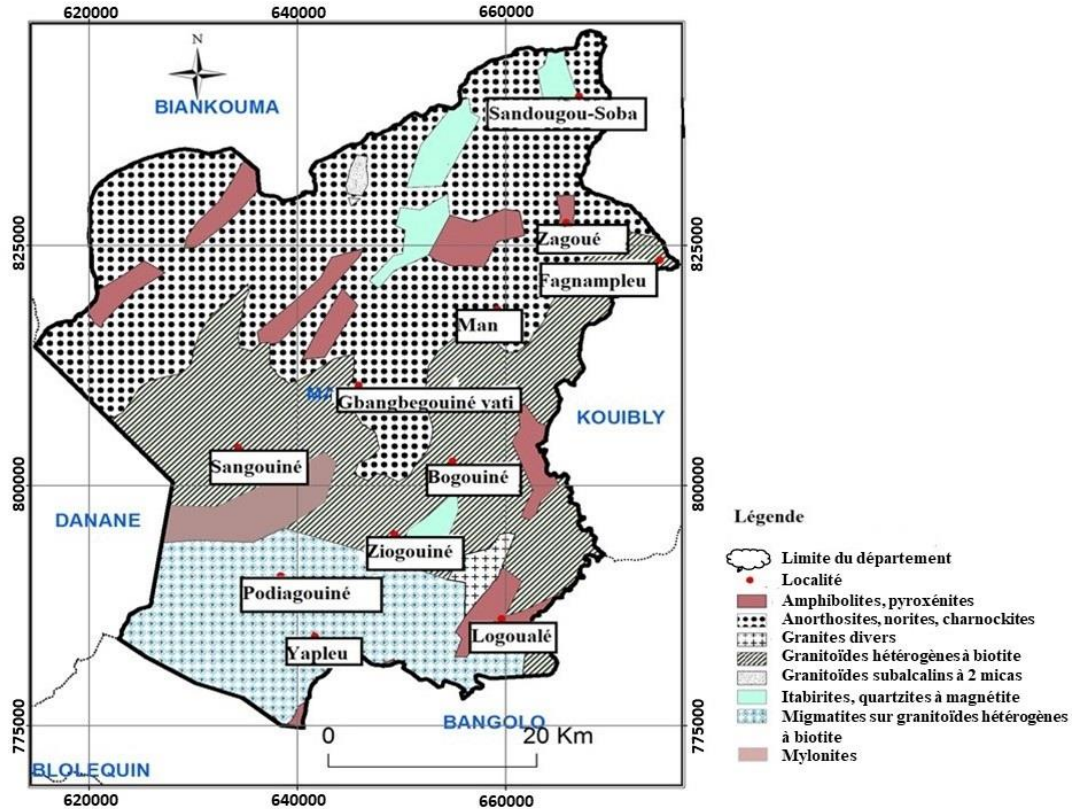 620000 640000 660000
N
BIANKOUMA
Sandougou-Soba
825000 825000
Zagoué
Fagnampleu
Man
MA
Gbangbegouiné yati
KOUIBLY
Sangouiné
Bogouiné
800000 800000
DANANE
Ziogouiné
Podiagouiné
Logoualé
Yapleu
BANGOLO
775000 775000
0 20 Km
BLOLEQUIN
620000 640000 660000
Légende
Limite du département
Localité
Amphibolites, pyroxénites
Anorthosites, norites, charnockites
Granites divers
Granitoïdes hétérogènes à biotite
Granitoïdes subalcalins à 2 micas
Itabirites, quartzites à magnétite
Migmatites sur granitoïdes hétérogènes
à biotite
Mylonites